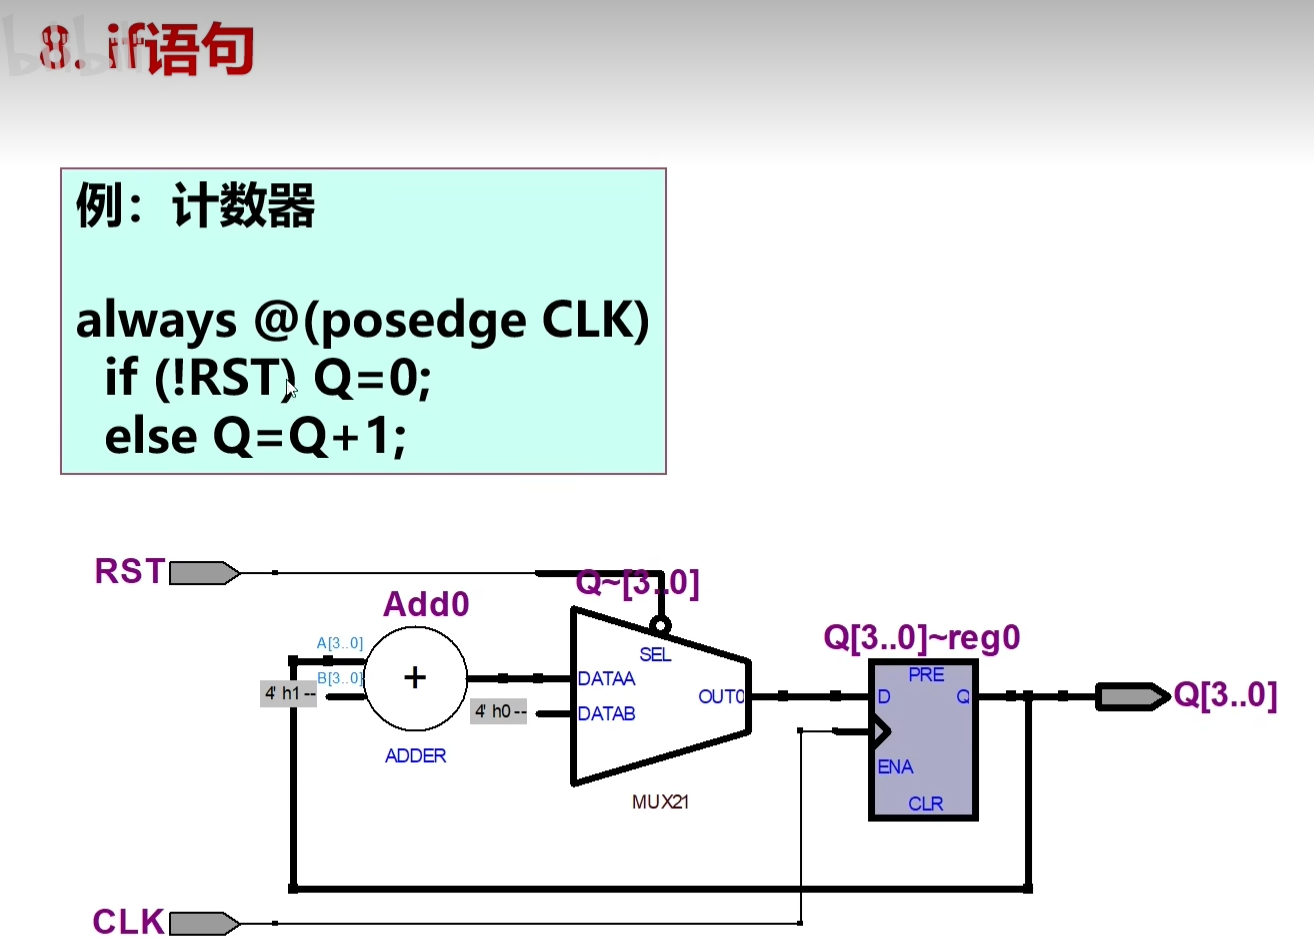 8. if语句
例：计数器
always @(posedge CLK)
if (!RST) Q=0;
else Q=Q+1;
RST
Q~[3..0]
Add0
A[3..0]
B[3..0]
4' h1 --
+
ADDER
SEL
DATAA
4' h0 --
DATAB
OUT0
MUX21
Q[3..0]~reg0
PRE
D
Q
ENA
CLR
Q[3..0]
CLK